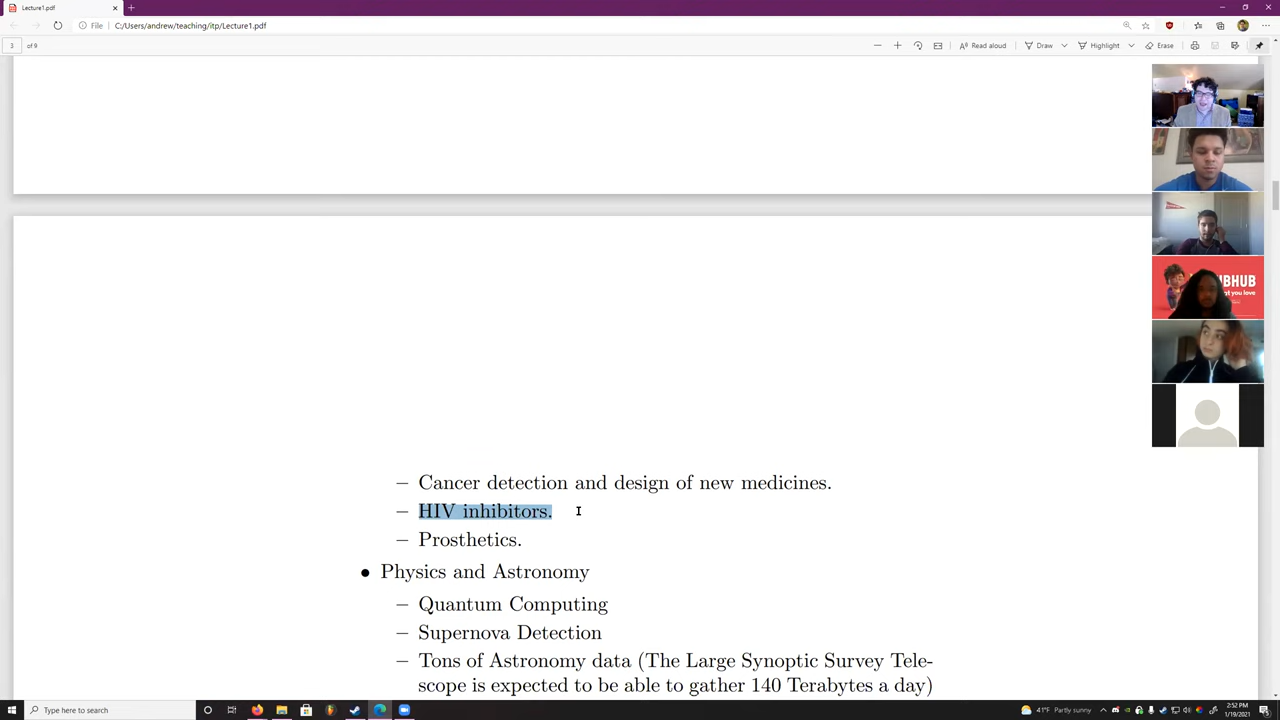 Lecture1.pdf
File
C:/Users/andrew/teaching/itp/Lecture1.pdf
3
of 9
Read aloud
Draw
Highlight
Erase
BHUB
you love
– Cancer detection and design of new medicines.
– HIV inhibitors.
– Prosthetics.
• Physics and Astronomy
– Quantum Computing
– Supernova Detection
– Tons of Astronomy data (The Large Synoptic Survey Tele-
scope is expected to be able to gather 140 Terabytes a day)
Type here to search
41°F Partly sunny
2:52 PM
1/19/2021